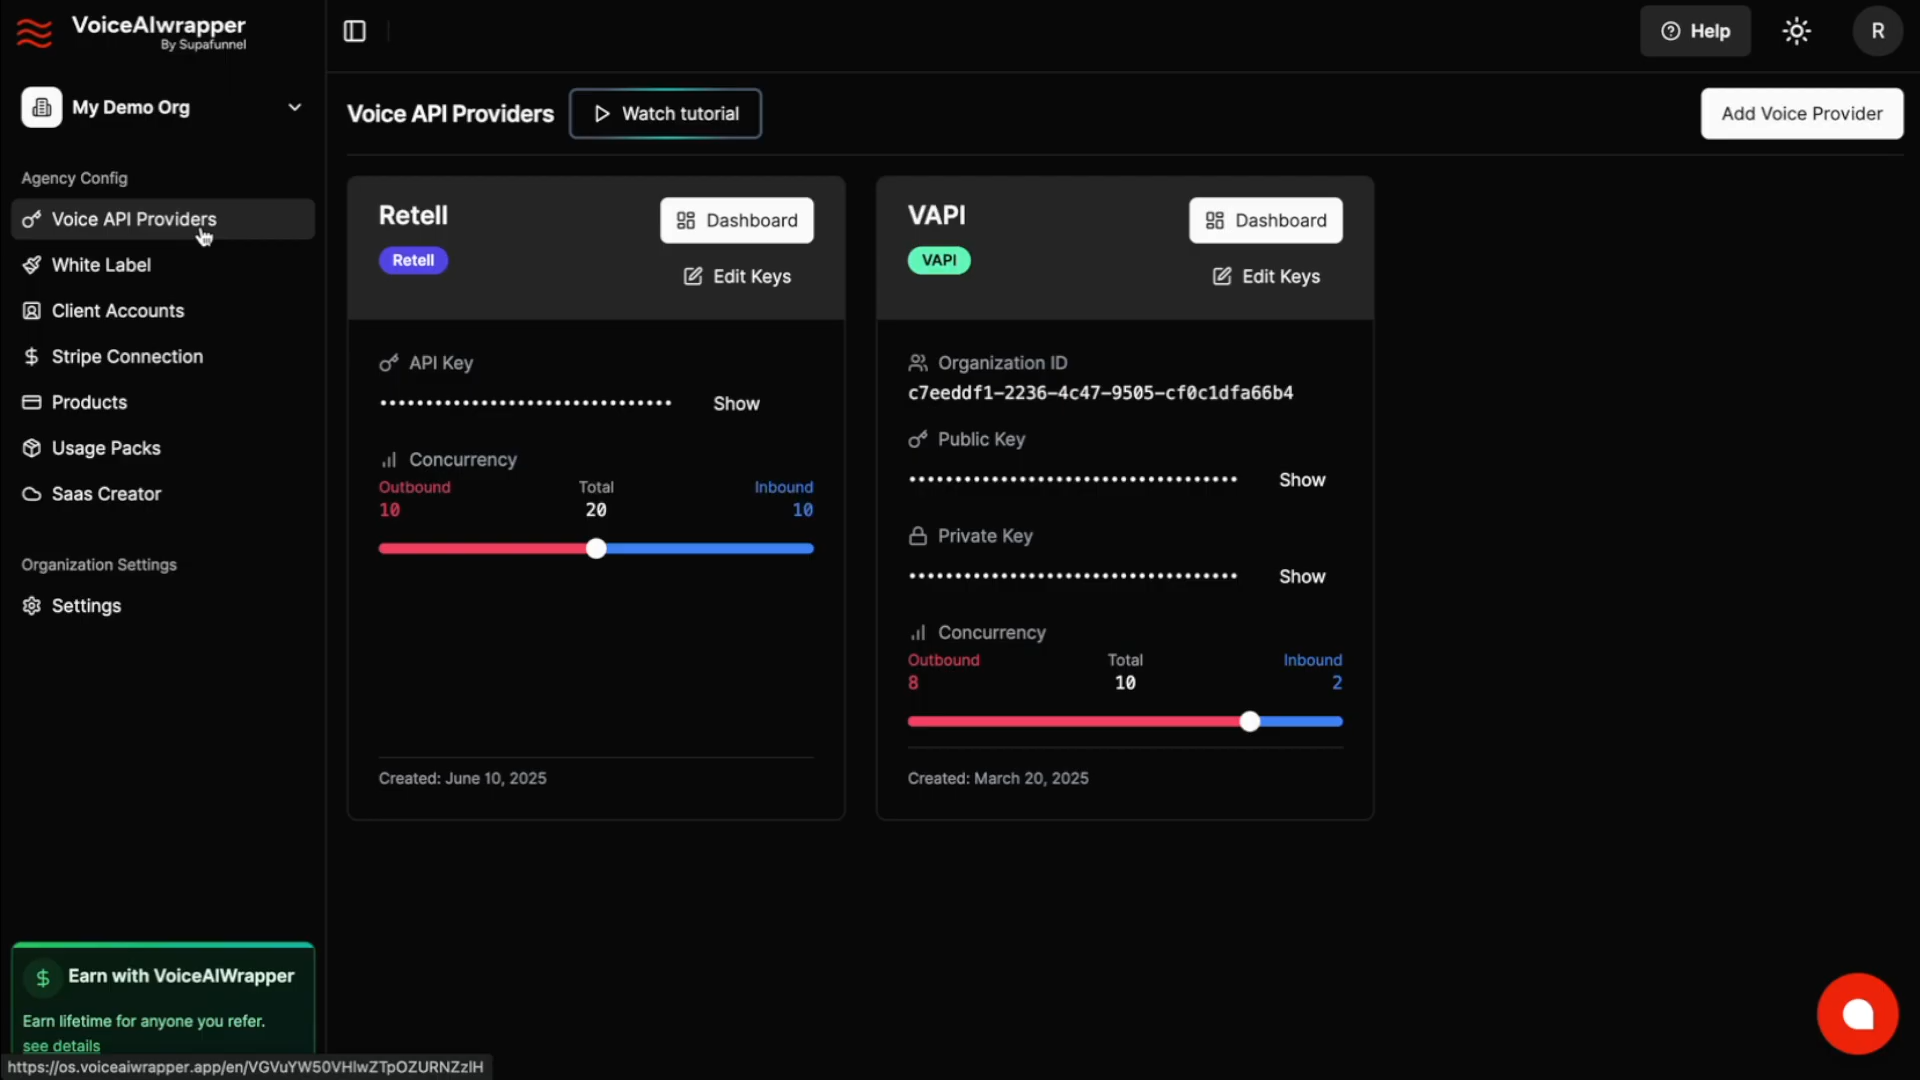 VoiceAIwrapper
By Supafunnel
Help
R
My Demo Org
Voice API Providers
Watch tutorial
Add Voice Provider
Agency Config
Voice API Providers
White Label
Client Accounts
Stripe Connection
Products
Usage Packs
Saas Creator
Organization Settings
Settings
Retell
Dashboard
Retell
Edit Keys
API Key
Show
Concurrency
Outbound Total Inbound
10 20 10
Created: June 10, 2025
VAPI
Dashboard
VAPI
Edit Keys
Organization ID
c7eeddf1-2236-4c47-9505-cf0c1dfa66b4
Public Key
Show
Private Key
Show
Concurrency
Outbound Total Inbound
8 10 2
Created: March 20, 2025
$ Earn with VoiceAIWrapper
Earn lifetime for anyone you refer.
see details
https://os.voiceaiwrapper.app/en/VGVuYW50VHlwZTpOZURNZzlH